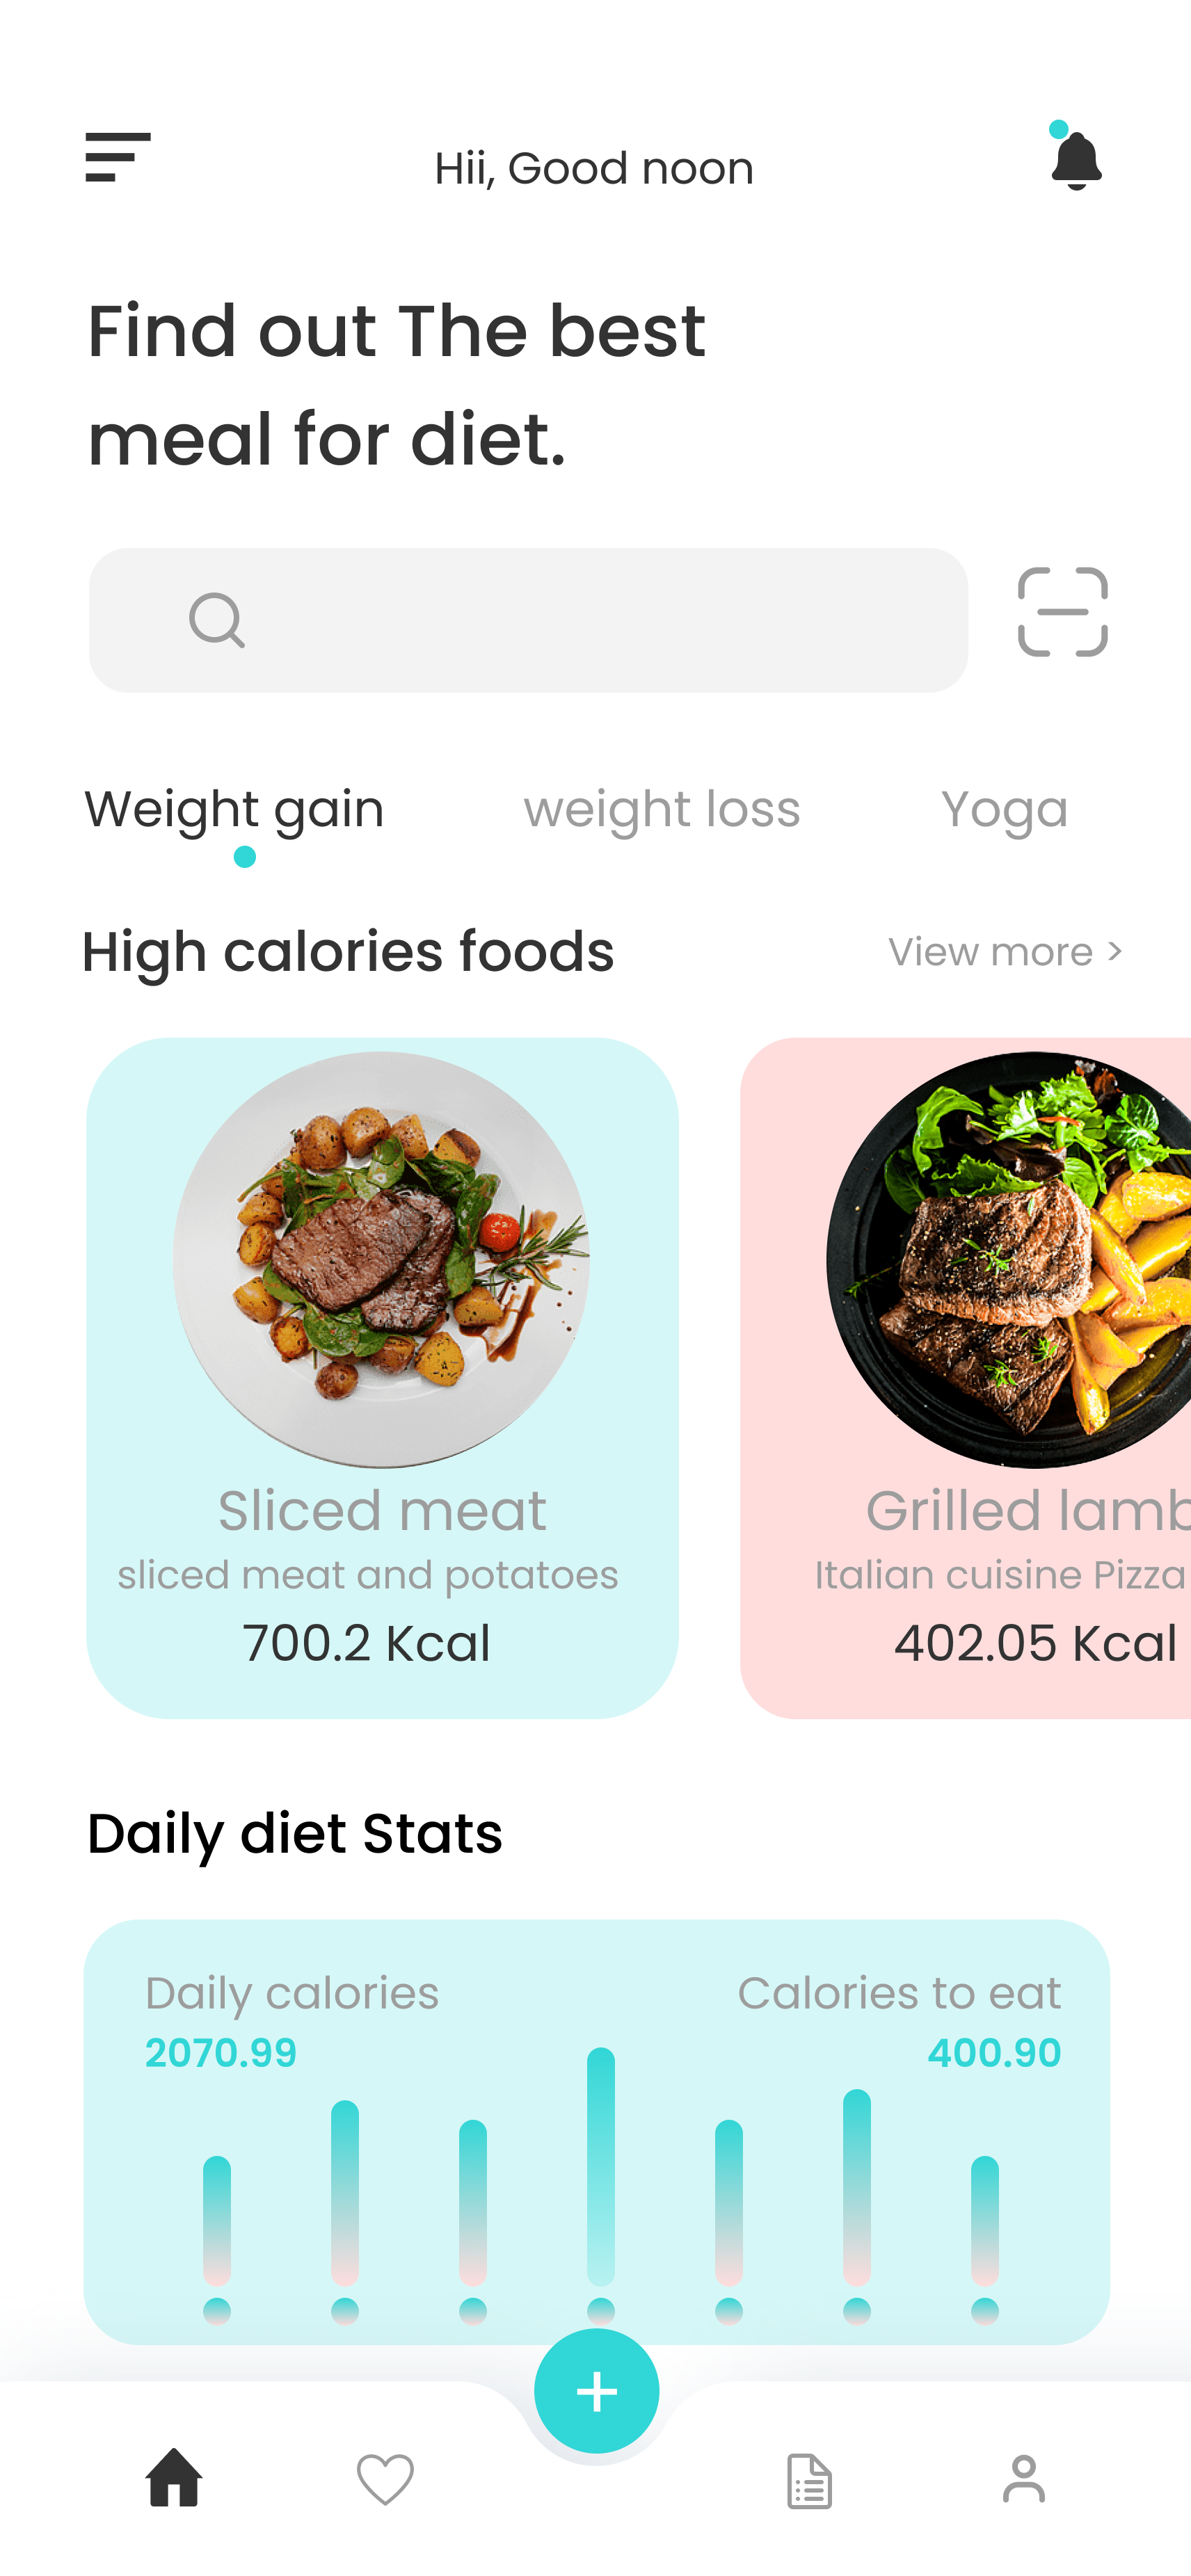 Hii, Good noon
Find out The best
meal for diet.
Weight gain
weight loss
Yoga
High calories foods
View more >
Sliced meat
sliced meat and potatoes
700.2 Kcal
Grilled lamb
Italian cuisine Pizza
402.05 Kcal
Daily diet Stats
Daily calories
Calories to eat
2070.99
400.90